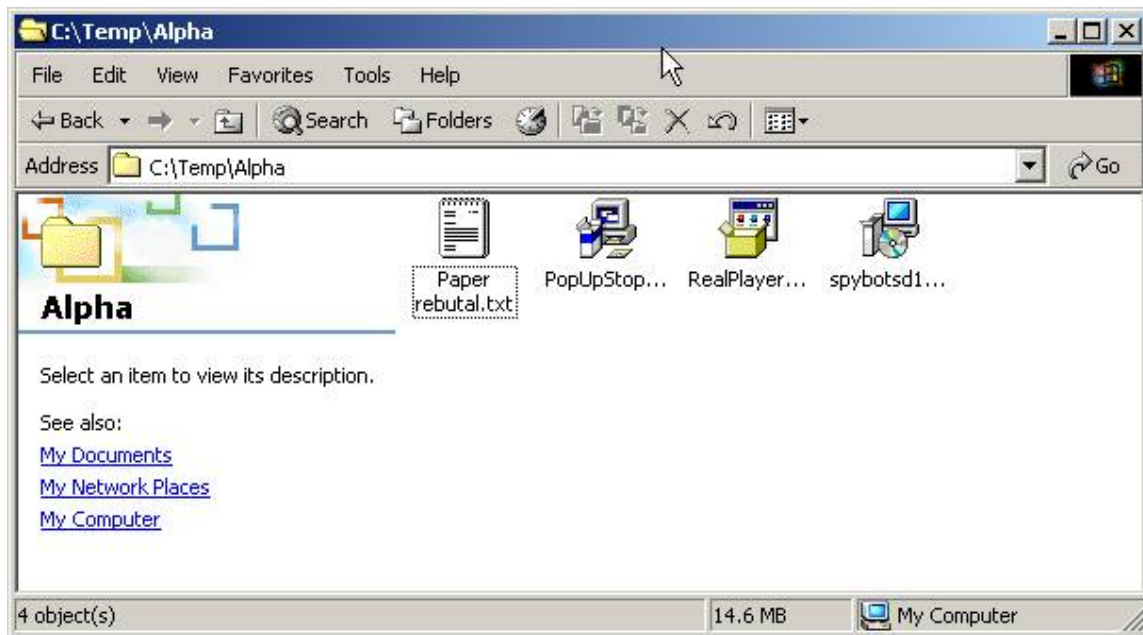 C:\Temp\Alpha
File Edit View Favorites Tools Help
Back Search Folders
Address C:\Temp\Alpha Go
Paper rebutal.txt
PopUpStop...
RealPlayer...
spybotsd1...
Alpha
Select an item to view its description.
See also:
My Documents
My Network Places
My Computer
4 object(s) 14.6 MB My Computer